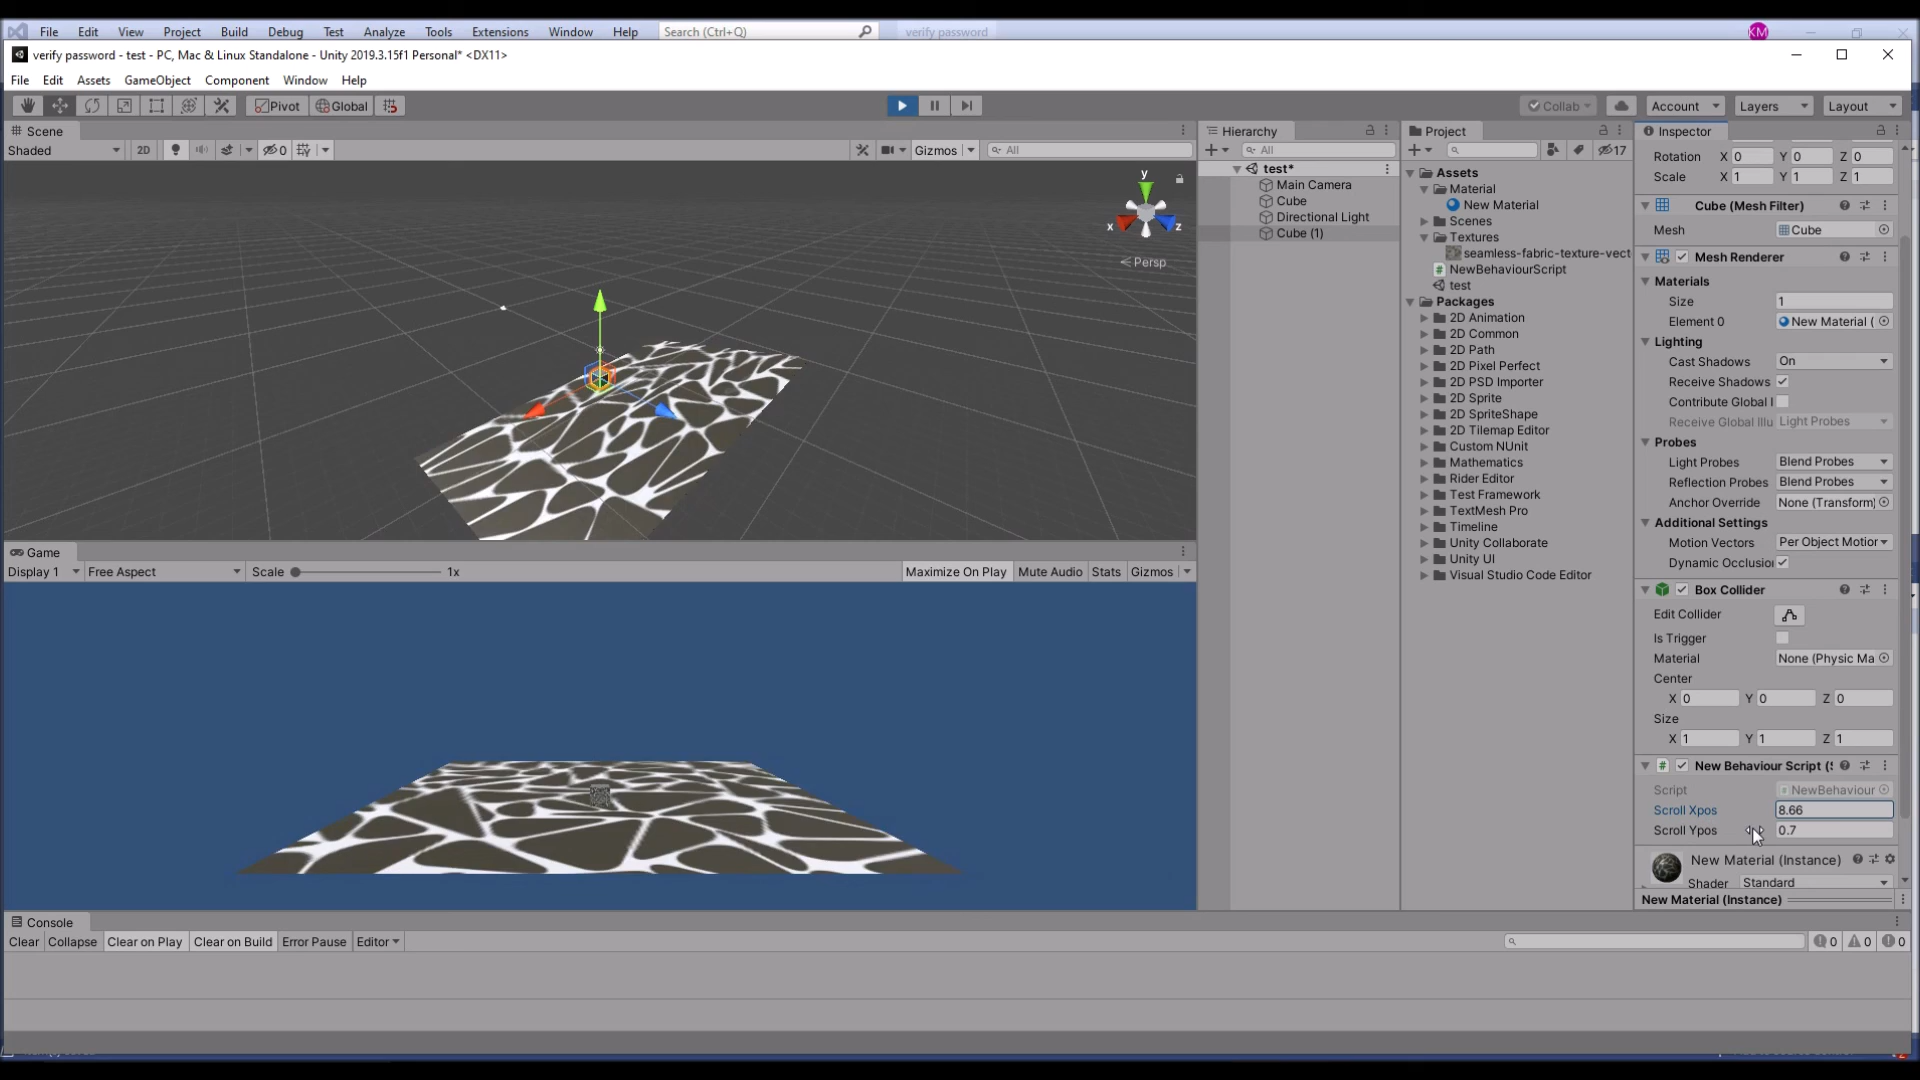 File Edit View Project Build Debug Test Analyze Tools Extensions Window Help Search (Ctrl+Q) verify password KM
verify password - test - PC, Mac & Linux Standalone - Unity 2019.3.15f1 Personal* <DX11>
File Edit Assets GameObject Component Window Help
Pivot Global Collab Account Layers Layout
Scene
Shaded 2D 0 Gizmos All
y
x z
Persp
Game
Display 1 Free Aspect Scale 1x Maximize On Play Mute Audio Stats Gizmos
Console
Clear Collapse Clear on Play Clear on Build Error Pause Editor 0 0 0
Hierarchy
All
test*
Main Camera
Cube
Directional Light
Cube (1)
Project
17
Assets
Material
New Material
Scenes
Textures
seamless-fabric-texture-vect
NewBehaviourScript
test
Packages
2D Animation
2D Common
2D Path
2D Pixel Perfect
2D PSD Importer
2D Sprite
2D SpriteShape
2D Tilemap Editor
Custom NUnit
Mathematics
Rider Editor
Test Framework
TextMesh Pro
Timeline
Unity Collaborate
Unity UI
Visual Studio Code Editor
Inspector
Rotation X 0 Y 0 Z 0
Scale X 1 Y 1 Z 1
Cube (Mesh Filter)
Mesh Cube
Mesh Renderer
Materials
Size 1
Element 0 New Material (
Lighting
Cast Shadows On
Receive Shadows
Contribute Global I
Receive Global Illu Light Probes
Probes
Light Probes Blend Probes
Reflection Probes Blend Probes
Anchor Override None (Transform)
Additional Settings
Motion Vectors Per Object Motion
Dynamic Occlusion
Box Collider
Edit Collider
Is Trigger
Material None (Physic Ma
Center
X 0 Y 0 Z 0
Size
X 1 Y 1 Z 1
New Behaviour Script (S
Script NewBehaviour
Scroll Xpos 8.66
Scroll Ypos 0.7
New Material (Instance)
Shader Standard
New Material (Instance)